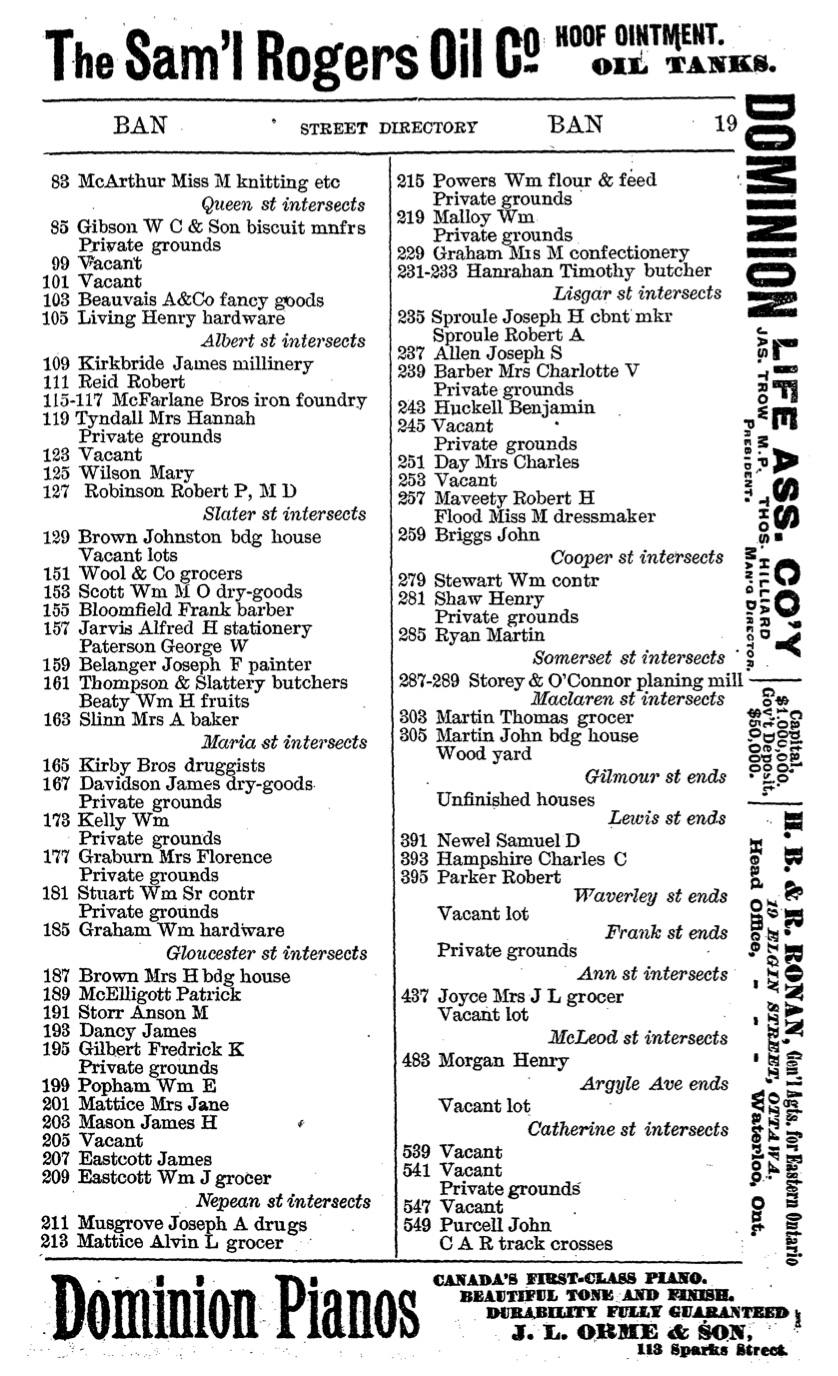 The Sam'l Rogers Oil Co. HOOF OINTMENT.
OIL TANKS.
BAN STREET DIRECTORY BAN 19
83 McArthur Miss M knitting etc
Queen st intersects
85 Gibson W C & Son biscuit mnfrs
Private grounds
99 Vacant
101 Vacant
103 Beauvais A&Co fancy goods
105 Living Henry hardware
Albert st intersects
109 Kirkbride James millinery
111 Reid Robert
115-117 McFarlane Bros iron foundry
119 Tyndall Mrs Hannah
Private grounds
123 Vacant
125 Wilson Mary
127 Robinson Robert P, M D
Slater st intersects
129 Brown Johnston bdg house
Vacant lots
151 Wool & Co grocers
153 Scott Wm M O dry-goods
155 Bloomfield Frank barber
157 Jarvis Alfred H stationery
Paterson George W
159 Belanger Joseph F painter
161 Thompson & Slattery butchers
Beaty Wm H fruits
163 Slinn Mrs A baker
Maria st intersects
165 Kirby Bros druggists
167 Davidson James dry-goods
Private grounds
173 Kelly Wm
Private grounds
177 Graburn Mrs Florence
Private grounds
181 Stuart Wm Sr contr
Private grounds
185 Graham Wm hardware
Gloucester st intersects
187 Brown Mrs H bdg house
189 McElligott Patrick
191 Storr Anson M
193 Dancy James
195 Gilbert Fredrick K
Private grounds
199 Popham Wm E
201 Mattice Mrs Jane
203 Mason James H
205 Vacant
207 Eastcott James
209 Eastcott Wm J grocer
Nepean st intersects
211 Musgrove Joseph A drugs
213 Mattice Alvin L grocer
215 Powers Wm flour & feed
Private grounds
219 Malloy Wm
Private grounds
229 Graham Mis M confectionery
231-233 Hanrahan Timothy butcher
Lisgar st intersects
235 Sproule Joseph H cbnt mkr
Sproule Robert A
237 Allen Joseph S
239 Barber Mrs Charlotte V
Private grounds
243 Huckell Benjamin
245 Vacant
Private grounds
251 Day Mrs Charles
253 Vacant
257 Maveety Robert H
Flood Miss M dressmaker
259 Briggs John
Cooper st intersects
279 Stewart Wm contr
281 Shaw Henry
Private grounds
285 Ryan Martin
Somerset st intersects
287-289 Storey & O'Connor planing mill
Maclaren st intersects
303 Martin Thomas grocer
305 Martin John bdg house
Wood yard
Gilmour st ends
Unfinished houses
Lewis st ends
391 Newel Samuel D
393 Hampshire Charles C
395 Parker Robert
Waverley st ends
Vacant lot
Frank st ends
Private grounds
Ann st intersects
437 Joyce Mrs J L grocer
Vacant lot
McLeod st intersects
483 Morgan Henry
Argyle Ave ends
Vacant lot
Catherine st intersects
539 Vacant
541 Vacant
Private grounds
547 Vacant
549 Purcell John
C A R track crosses
DOMINION LIFE ASS. CO'Y
JAS. TROW M.P. THOS. HILLIARD
PRESIDENT. MAN'G DIRECTOR.
Capital,
$1,000,000.
Gov't Deposit,
$50,000.
H. B. & R. RONAN, Gen'l Agts. for Eastern Ontario
19 ELGIN STREET, OTTAWA.
Head Office, - - - Waterloo, Ont.
Dominion Pianos
CANADA'S FIRST-CLASS PIANO.
BEAUTIFUL TONE AND FINISH.
DURABILITY FULLY GUARANTEED
J. L. ORME & SON,
113 Sparks Street.